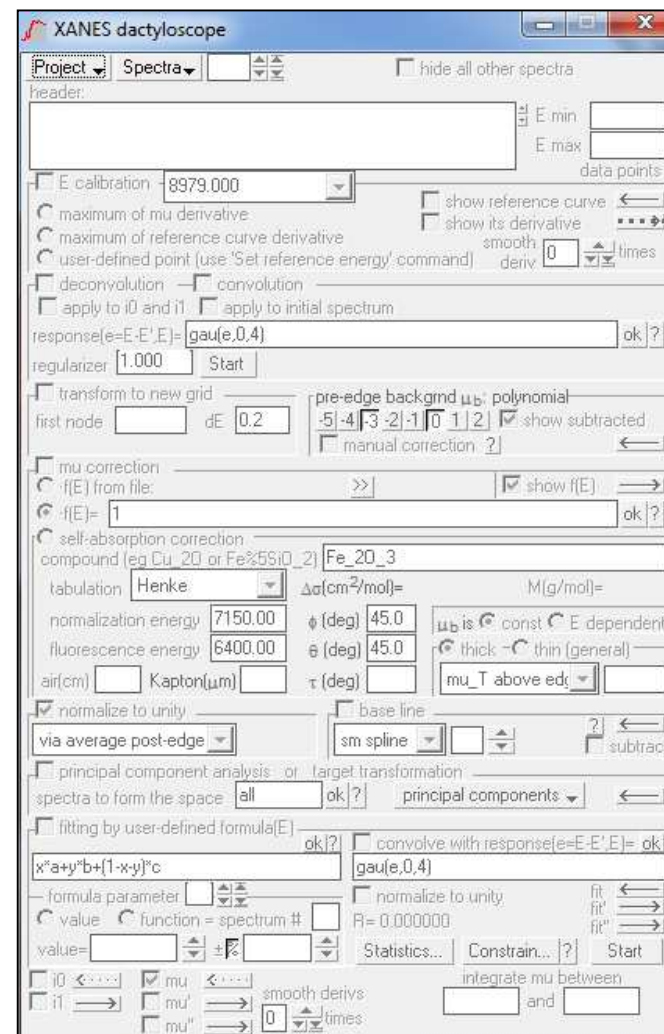 XANES dactyloscope
Project Spectra hide all other spectra
header:
E min
E max
data points
E calibration 8979.000
maximum of mu derivative
show reference curve
show its derivative
maximum of reference curve derivative
user-defined point (use 'Set reference energy' command)
smooth deriv 0 times
deconvolution convolution
apply to i0 and i1 apply to initial spectrum
response(e=E-E',E)= gau(e,0,4) ok ?
regularizer 1.000 Start
transform to new grid
first node dE 0.2
pre-edge backgrnd μb: polynomial
-5 -4 -3 -2 -1 0 1 2 show subtracted
manual correction ?
mu correction
f(E) from file: >> show f(E)
f(E)= 1 ok ?
self-absorption correction
compound (eg Cu_2O or Fe%5SiO_2) Fe_2O_3
tabulation Henke Δσ(cm2/mol)= M(g/mol)=
normalization energy 7150.00 ϕ (deg) 45.0 μb is const E dependent
fluorescence energy 6400.00 θ (deg) 45.0 thick thin (general)
air(cm) Kapton(μm) τ (deg) mu_T above edg
normalize to unity base line
via average post-edge sm spline ? subtrac
principal component analysis or target transformation
spectra to form the space all ok ? principal components
fitting by user-defined formula(E) ok ? convolve with response(e=E-E',E)= ok
x*a+y*b+(1-x-y)*c gau(e,0,4)
formula parameter normalize to unity fit
value function = spectrum # R= 0.000000 fit' fit''
value= ±% Statistics... Constrain... ? Start
i0 mu integrate mu between
i1 mu' smooth derivs and
mu'' 0 times